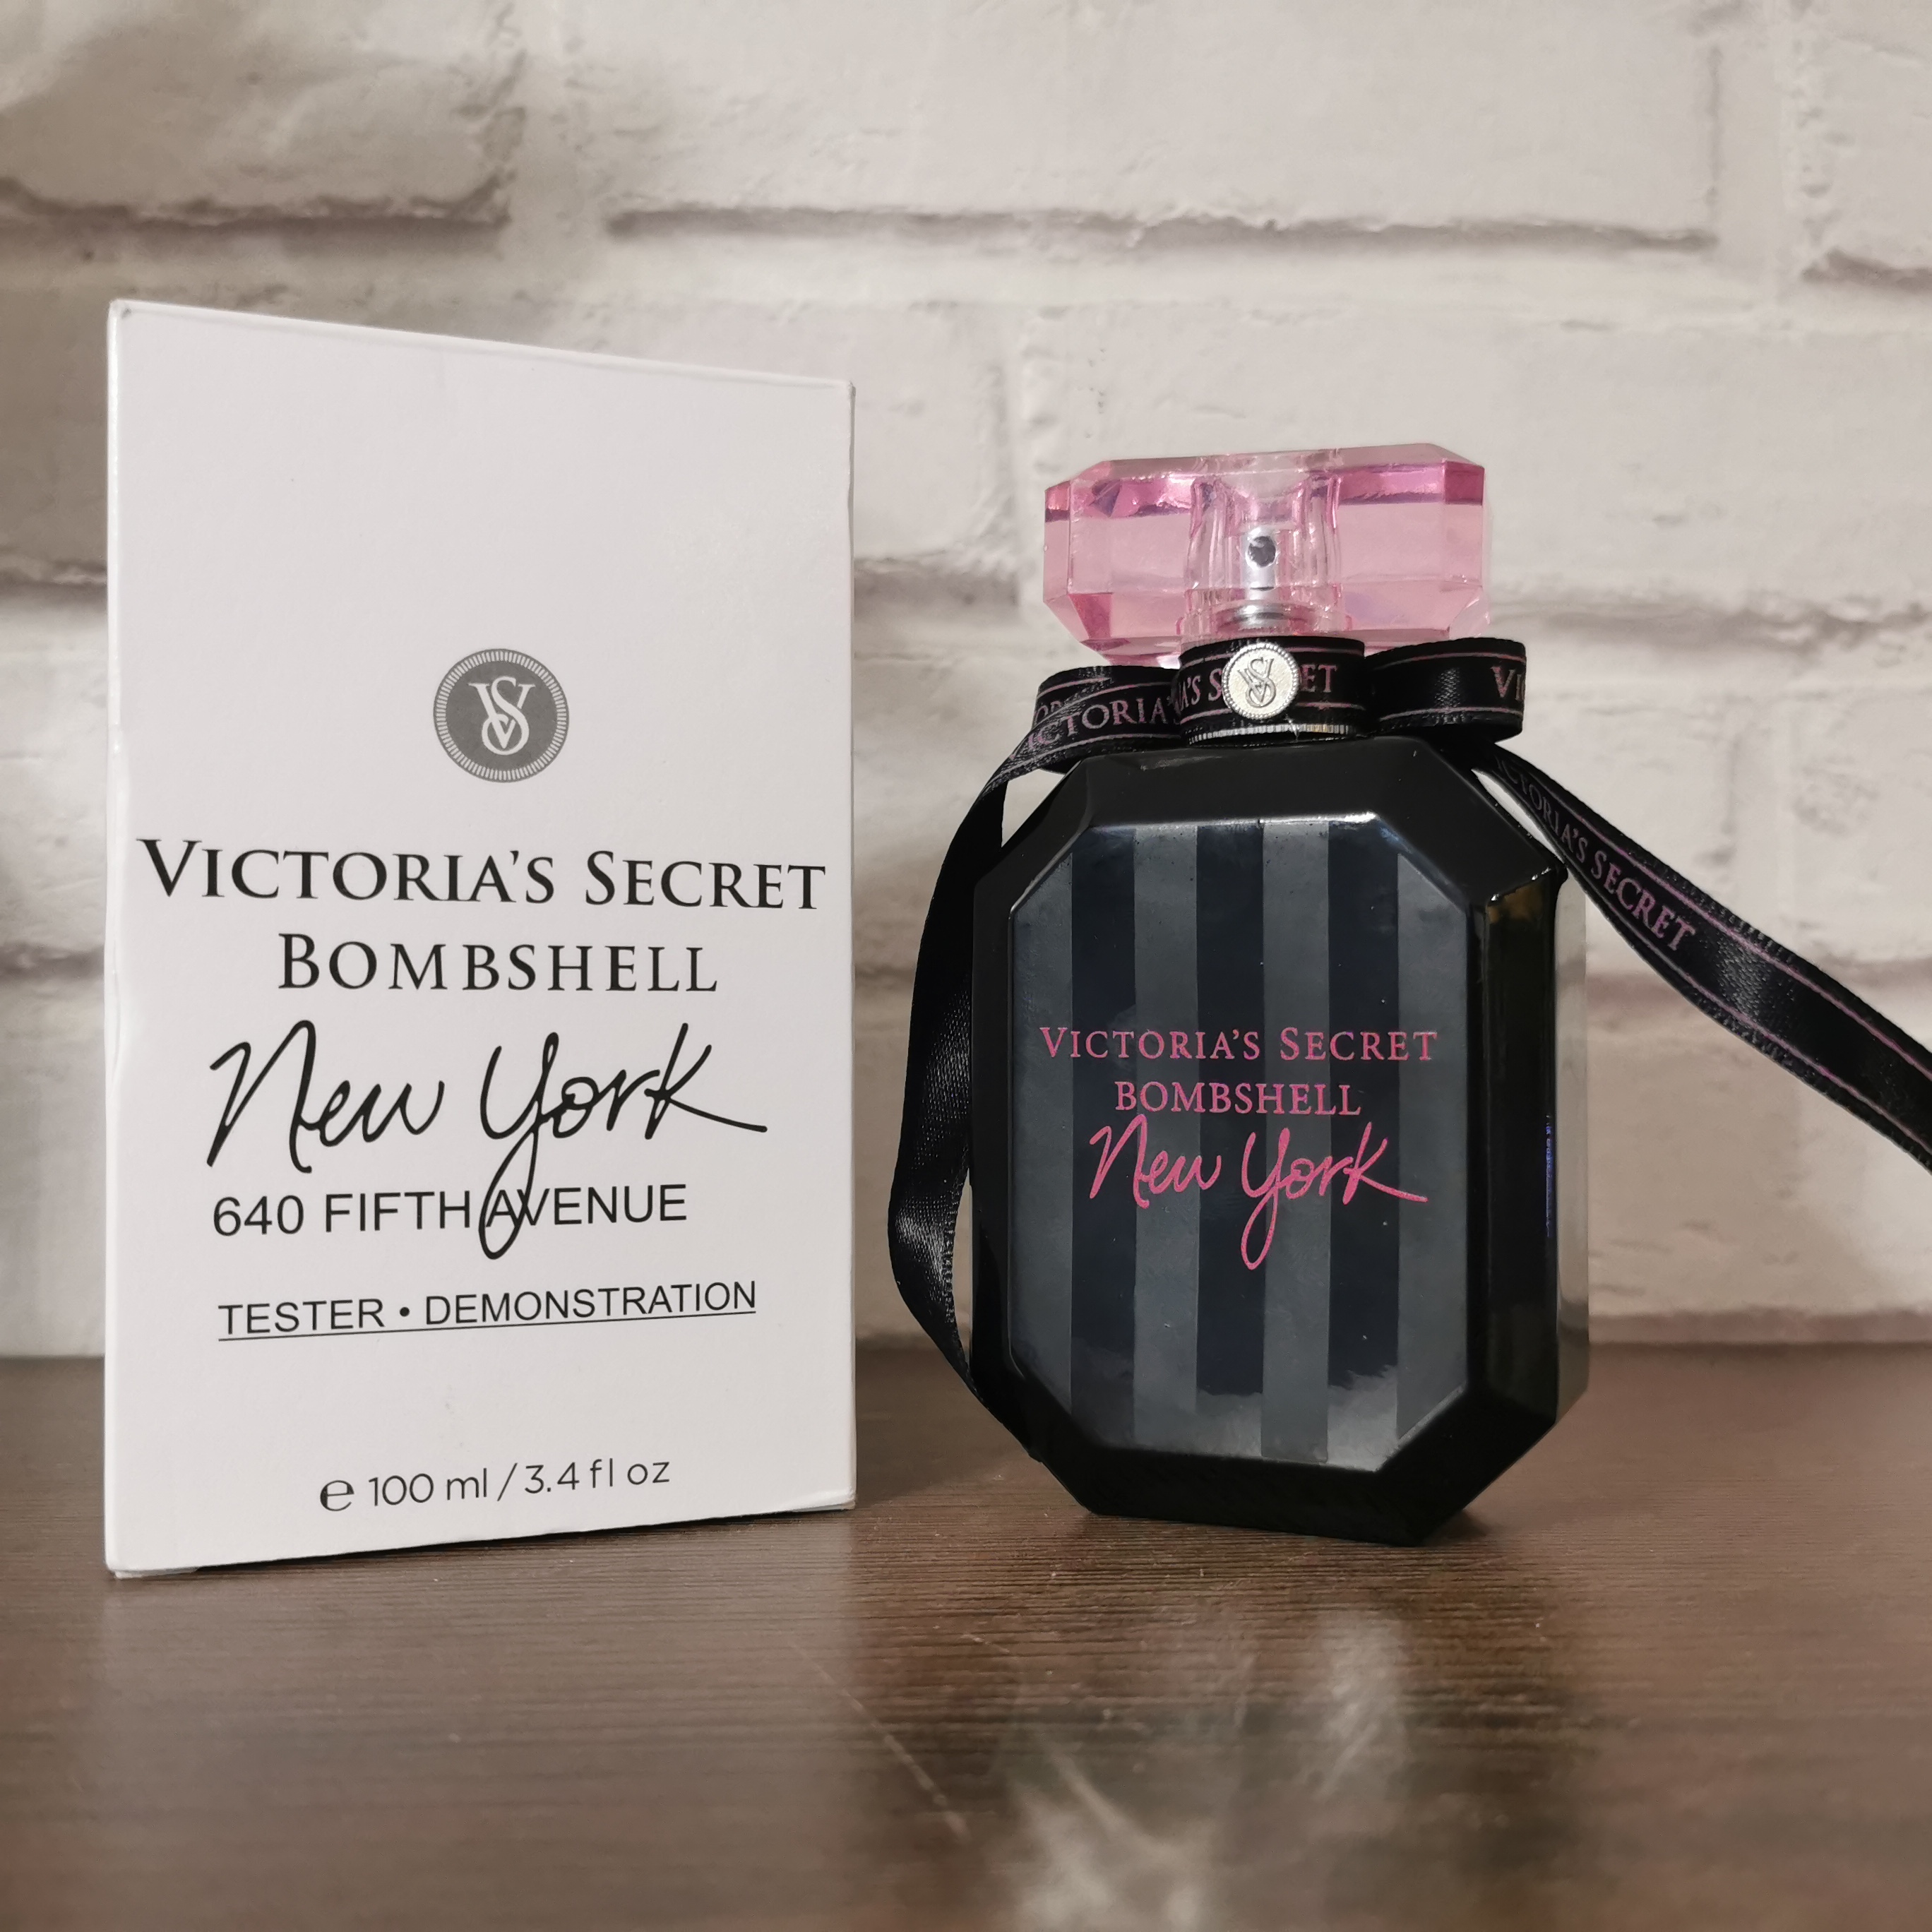 VS
VICTORIA'S SECRET
BOMBSHELL
New York
640 FIFTH AVENUE
TESTER • DEMONSTRATION
℮ 100 ml / 3.4 fl oz
VICTORIA'S
VS
VICTORIA'S SECRET
VICTORIA'S SECRET
BOMBSHELL
New York